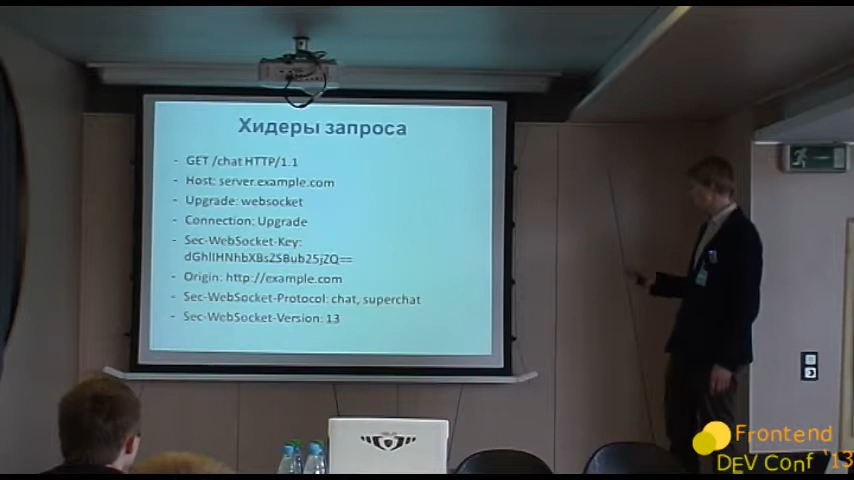 Хидеры запроса
- GET /chat HTTP/1.1
- Host: server.example.com
- Upgrade: websocket
- Connection: Upgrade
- Sec-WebSocket-Key:
dGhlIHNhbXBsZSBub25jZQ==
- Origin: http://example.com
- Sec-WebSocket-Protocol: chat, superchat
- Sec-WebSocket-Version: 13
Frontend
DEV Conf '13